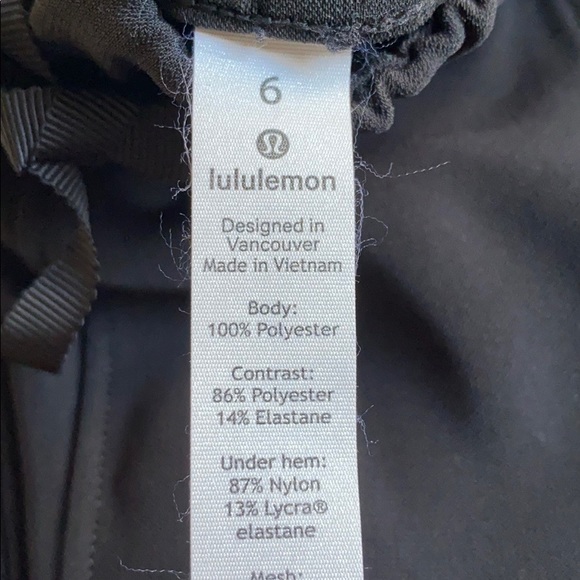 6
lululemon
Designed in
Vancouver
Made in Vietnam
Body:
100% Polyester
Contrast:
86% Polyester
14% Elastane
Under hem:
87% Nylon
13% Lycra®
elastane
Mesh: